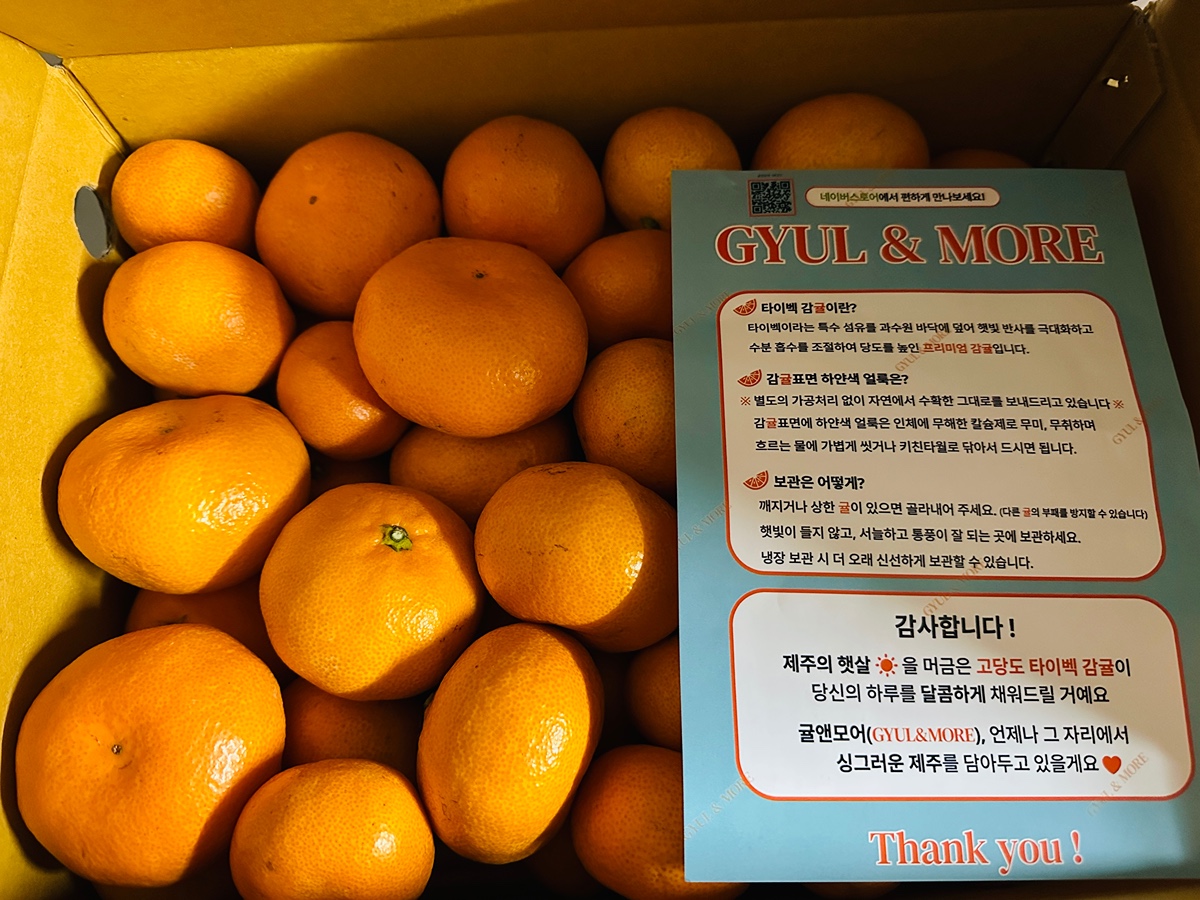 네이버스토어에서 편하게 만나보세요!
GYUL & MORE
타이벡 감귤이란?
타이벡이라는 특수 섬유를 과수원 바닥에 덮어 햇빛 반사를 극대화하고
수분 흡수를 조절하여 당도를 높인 프리미엄 감귤입니다.
감귤표면 하얀색 얼룩은?
※ 별도의 가공처리 없이 자연에서 수확한 그대로를 보내드리고 있습니다 ※
감귤표면에 하얀색 얼룩은 인체에 무해한 칼슘제로 무미, 무취하며
흐르는 물에 가볍게 씻거나 키친타월로 닦아서 드시면 됩니다.
보관은 어떻게?
깨지거나 상한 귤이 있으면 골라내어 주세요. (다른 귤의 부패를 방지할 수 있습니다)
햇빛이 들지 않고, 서늘하고 통풍이 잘 되는 곳에 보관하세요.
냉장 보관 시 더 오래 신선하게 보관할 수 있습니다.
감사합니다 !
제주의 햇살 을 머금은 고당도 타이벡 감귤이
당신의 하루를 달콤하게 채워드릴 거예요
귤앤모어(GYUL&MORE), 언제나 그 자리에서
싱그러운 제주를 담아두고 있을게요
Thank you !